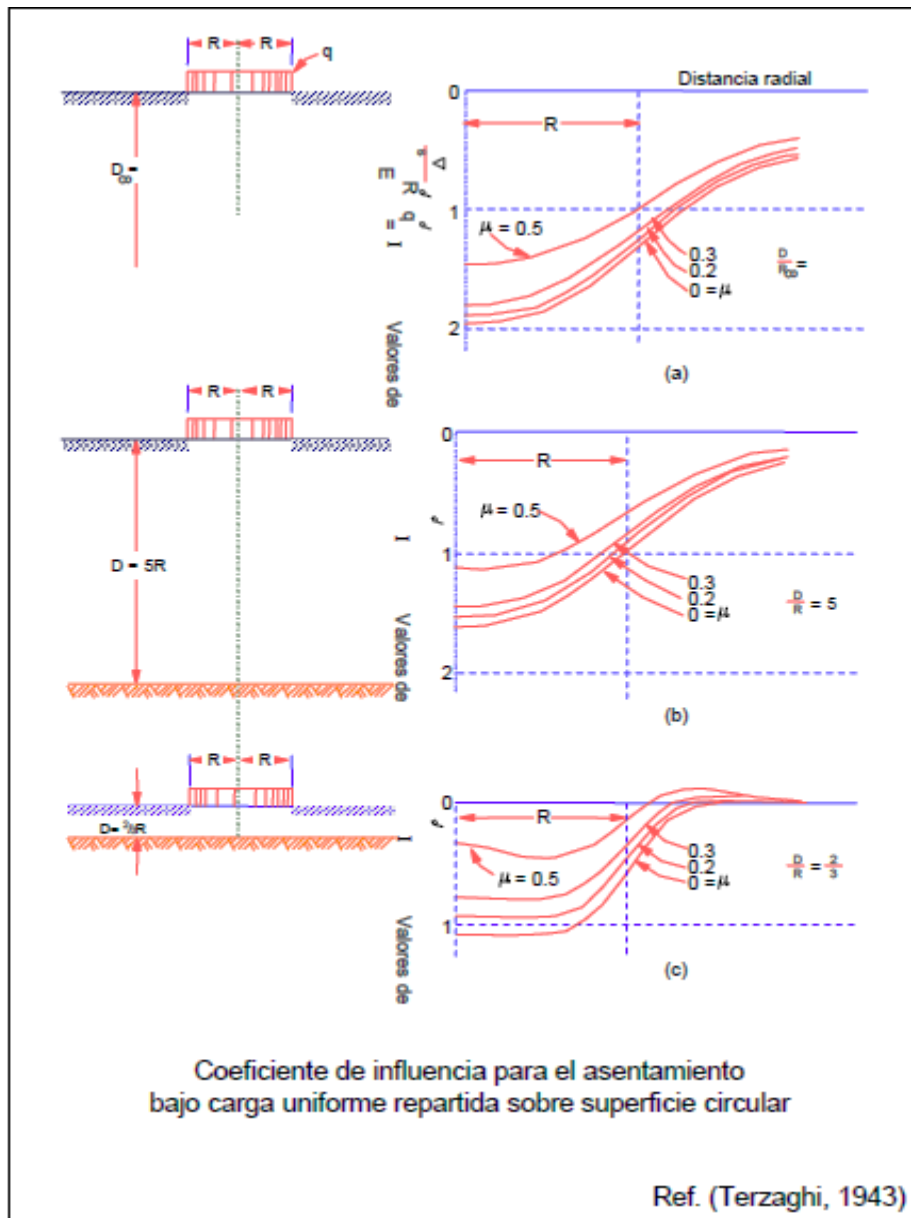 R R
q
D = ∞
Distancia radial
0
R
1
μ = 0.5
0.3
0.2
0 = μ
D/R = ∞
2
(a)
Valores de I
R R
D = 5R
0
R
μ = 0.5
1
0.3
0.2
0 = μ
D/R = 5
2
(b)
Valores de I
R R
D= ⅔R
0
R
μ = 0.5
0.3
0.2
0 = μ
D/R = 2/3
1
(c)
Valores de I
Coeficiente de influencia para el asentamiento
bajo carga uniforme repartida sobre superficie circular
Ref. (Terzaghi, 1943)